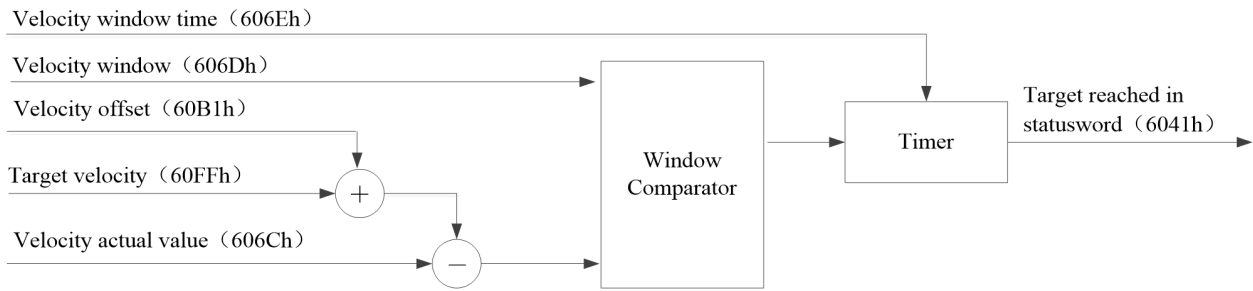 Velocity window time（606Eh）
Velocity window（606Dh）
Velocity offset（60B1h）
Target velocity（60FFh）
Velocity actual value（606Ch）
+
−
Window
Comparator
Timer
Target reached in
statusword（6041h）